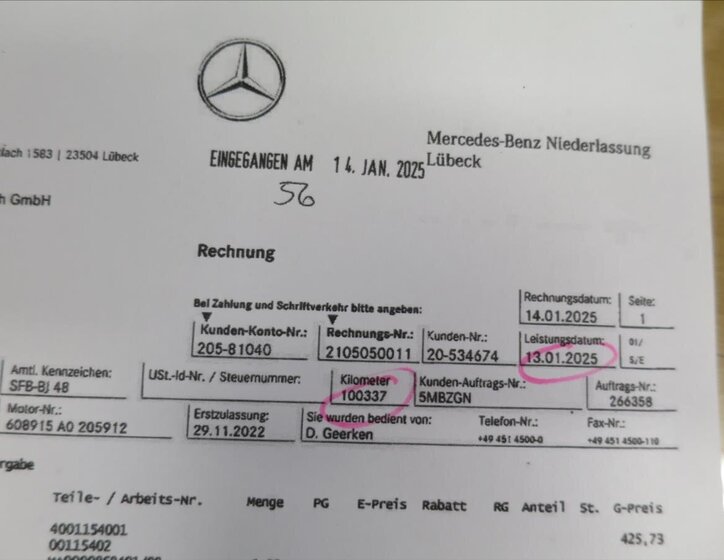 Mercedes-Benz Niederlassung
Lübeck
lach 1583 | 23504 Lübeck
EINGEGANGEN AM 14. JAN. 2025
56
h GmbH
Rechnung
Bei Zahlung und Schriftverkehr bitte angeben:
Rechnungsdatum: Seite:
14.01.2025 1
Kunden-Konto-Nr.: Rechnungs-Nr.: Kunden-Nr.: Leistungsdatum: 01/
205-81040 2105050011 20-534674 13.01.2025 S/E
Amtl. Kennzeichen: USt.-Id-Nr. / Steuernummer: Kilometer Kunden-Auftrags-Nr.: Auftrags-Nr.:
SFB-BJ 48 100337 5MBZGN 266358
Motor-Nr.: Erstzulassung: Sie wurden bedient von: Telefon-Nr.: Fax-Nr.:
608915 A0 205912 29.11.2022 D. Geerken +49 451 4500-0 +49 451 4500-110
rgabe
Teile- / Arbeits-Nr. Menge PG E-Preis Rabatt RG Anteil St. G-Preis
4001154001 425,73
00115402